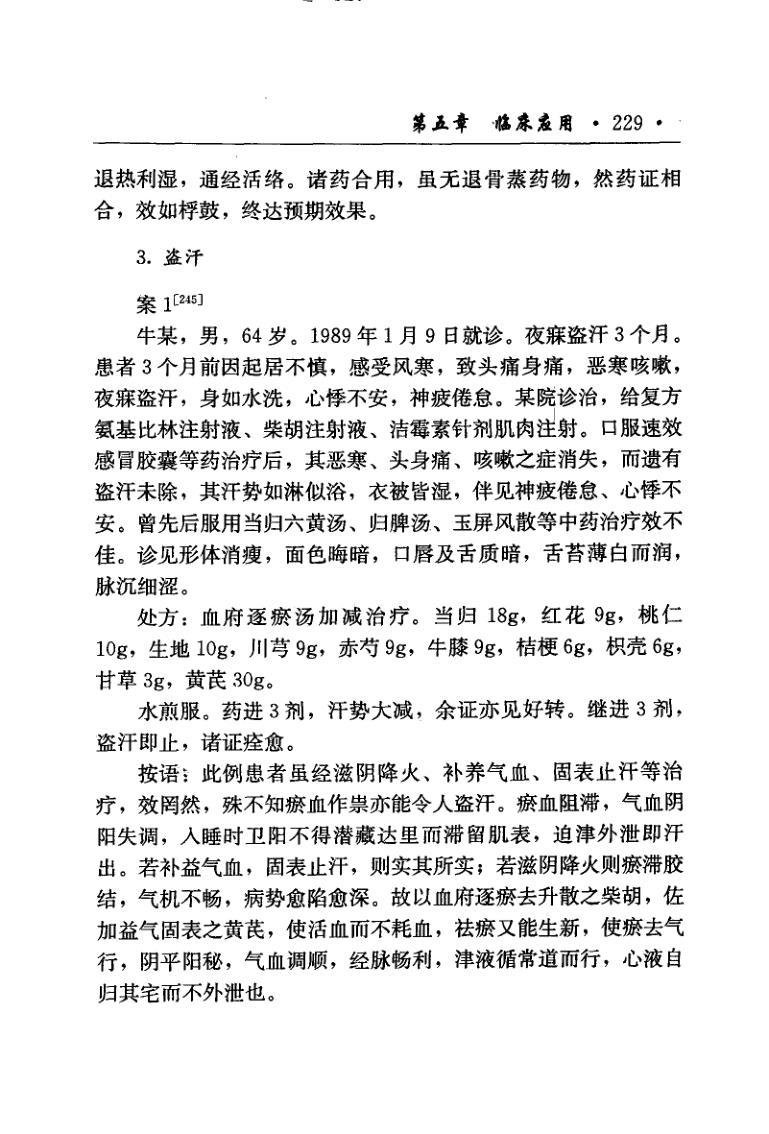 第五章 临床应用 · 229 ·
退热利湿，通经活络。诸药合用，虽无退骨蒸药物，然药证相
合，效如桴鼓，终达预期效果。
3. 盗汗
案 1[245]
牛某，男，64 岁。1989 年 1 月 9 日就诊。夜寐盗汗 3 个月。
患者 3 个月前因起居不慎，感受风寒，致头痛身痛，恶寒咳嗽，
夜寐盗汗，身如水洗，心悸不安，神疲倦怠。某院诊治，给复方
氨基比林注射液、柴胡注射液、洁霉素针剂肌肉注射。口服速效
感冒胶囊等药治疗后，其恶寒、头身痛、咳嗽之症消失，而遗有
盗汗未除，其汗势如淋似浴，衣被皆湿，伴见神疲倦怠、心悸不
安。曾先后服用当归六黄汤、归脾汤、玉屏风散等中药治疗效不
佳。诊见形体消瘦，面色晦暗，口唇及舌质暗，舌苔薄白而润，
脉沉细涩。
处方：血府逐瘀汤加减治疗。当归 18g，红花 9g，桃仁
10g，生地 10g，川芎 9g，赤芍 9g，牛膝 9g，桔梗 6g，枳壳 6g，
甘草 3g，黄芪 30g。
水煎服。药进 3 剂，汗势大减，余证亦见好转。继进 3 剂，
盗汗即止，诸证痊愈。
按语：此例患者虽经滋阴降火、补养气血、固表止汗等治
疗，效罔然，殊不知瘀血作祟亦能令人盗汗。瘀血阻滞，气血阴
阳失调，入睡时卫阳不得潜藏达里而滞留肌表，迫津外泄即汗
出。若补益气血，固表止汗，则实其所实；若滋阴降火则瘀滞胶
结，气机不畅，病势愈陷愈深。故以血府逐瘀去升散之柴胡，佐
加益气固表之黄芪，使活血而不耗血，祛瘀又能生新，使瘀去气
行，阴平阳秘，气血调顺，经脉畅利，津液循常道而行，心液自
归其宅而不外泄也。